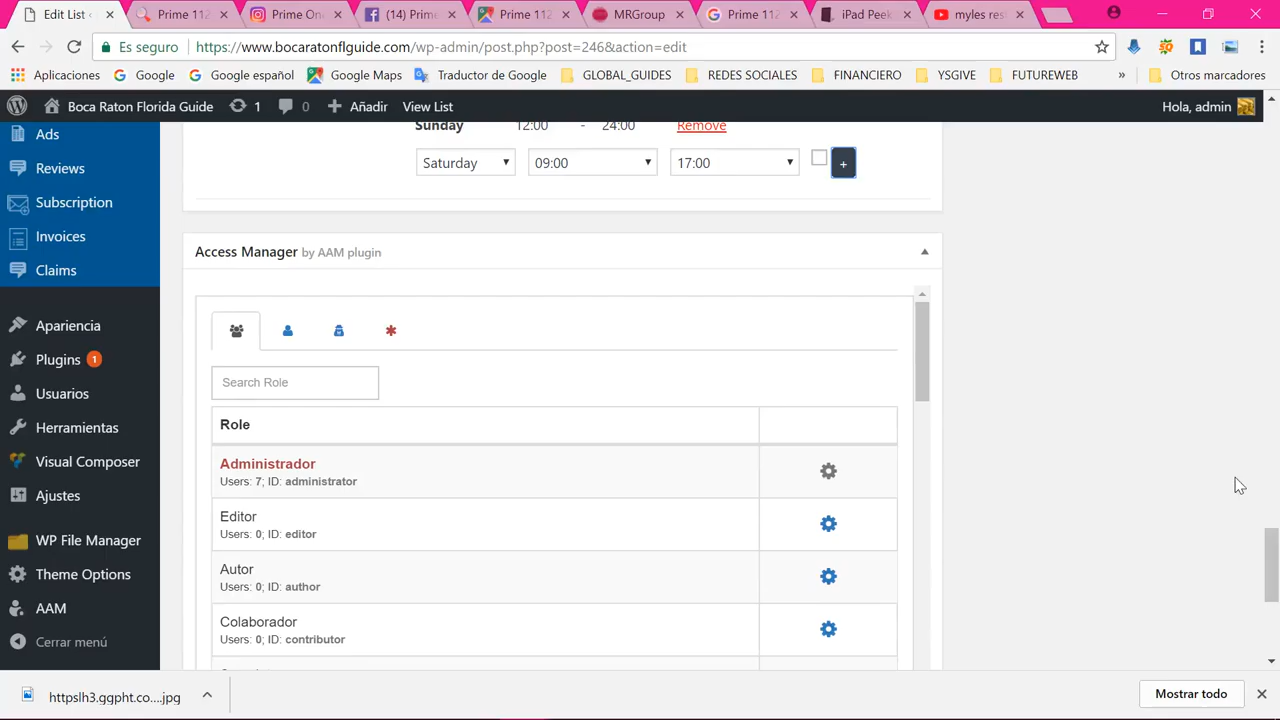 Edit List
Prime 112
Prime On
(14) Prime
Prime 112
MRGroup
Prime 112
iPad Peek
myles res
Es seguro
https://www.bocaratonflguide.com/wp-admin/post.php?post=246&action=edit
Aplicaciones
Google
Google español
Google Maps
Traductor de Google
GLOBAL_GUIDES
REDES SOCIALES
FINANCIERO
YSGIVE
FUTUREWEB
»
Otros marcadores
Boca Raton Florida Guide
1
0
Añadir
View List
Hola, admin
Ads
Reviews
Subscription
Invoices
Claims
Apariencia
Plugins 1
Usuarios
Herramientas
Visual Composer
Ajustes
WP File Manager
Theme Options
AAM
Cerrar menú
Sunday 12:00 - 24:00 Remove
Saturday 09:00 17:00 +
Access Manager by AAM plugin
Search Role
Role
Administrador
Users: 7; ID: administrator
Editor
Users: 0; ID: editor
Autor
Users: 0; ID: author
Colaborador
Users: 0; ID: contributor
httpslh3.ggpht.co....jpg
Mostrar todo